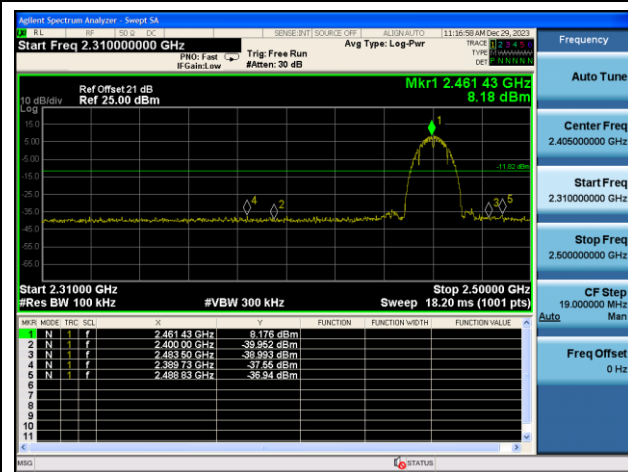 Agilent Spectrum Analyzer - Swept SA
RL RF 50 Ω DC SENSE:INT SOURCE OFF ALIGN AUTO 11:16:58 AM Dec 29, 2023
Start Freq 2.310000000 GHz Avg Type: Log-Pwr TRACE 1 2 3 4 5 6
PNO: Fast Trig: Free Run TYPE M
IFGain:Low #Atten: 30 dB DET P N N N N N
Mkr1 2.461 43 GHz
8.18 dBm
Ref Offset 21 dB
10 dB/div Ref 25.00 dBm
Log
15.0
5.00
-5.00
-15.0
-25.0
-35.0
-45.0
-55.0
-65.0
1
-11.82 dBm
4 2 3 5
Start 2.31000 GHz Stop 2.50000 GHz
#Res BW 100 kHz #VBW 300 kHz Sweep 18.20 ms (1001 pts)
MKR MODE TRC SCL X Y FUNCTION FUNCTION WIDTH FUNCTION VALUE
1 N 1 f 2.461 43 GHz 8.176 dBm
2 N 1 f 2.400 00 GHz -39.952 dBm
3 N 1 f 2.483 50 GHz -38.993 dBm
4 N 1 f 2.389 73 GHz -37.55 dBm
5 N 1 f 2.488 83 GHz -36.94 dBm
6
7
8
9
10
11
MSG STATUS
Frequency
Auto Tune
Center Freq
2.405000000 GHz
Start Freq
2.310000000 GHz
Stop Freq
2.500000000 GHz
CF Step
19.000000 MHz
Auto Man
Freq Offset
0 Hz